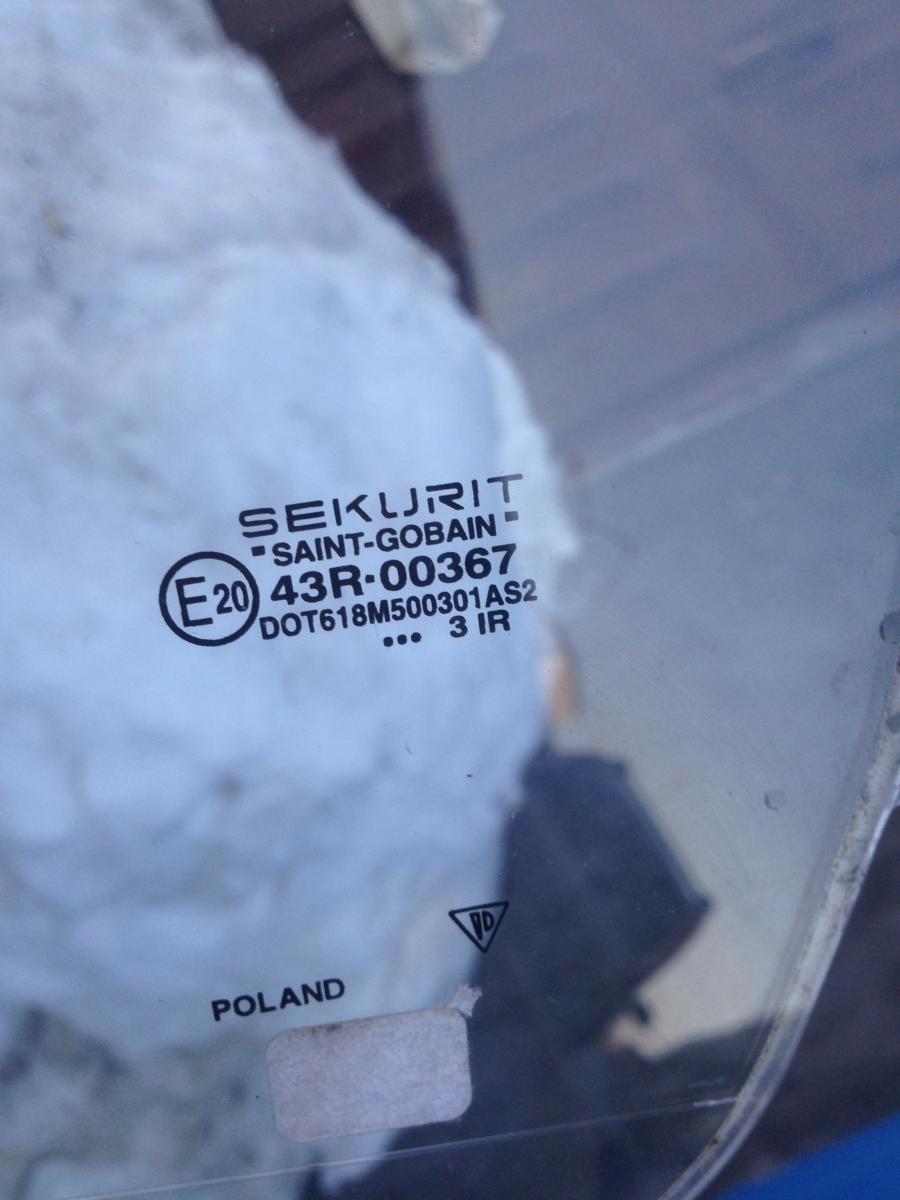 SEKURIT
SAINT-GOBAIN
E20 43R·00367
DOT618M500301AS2
••• 3 IR
POLAND